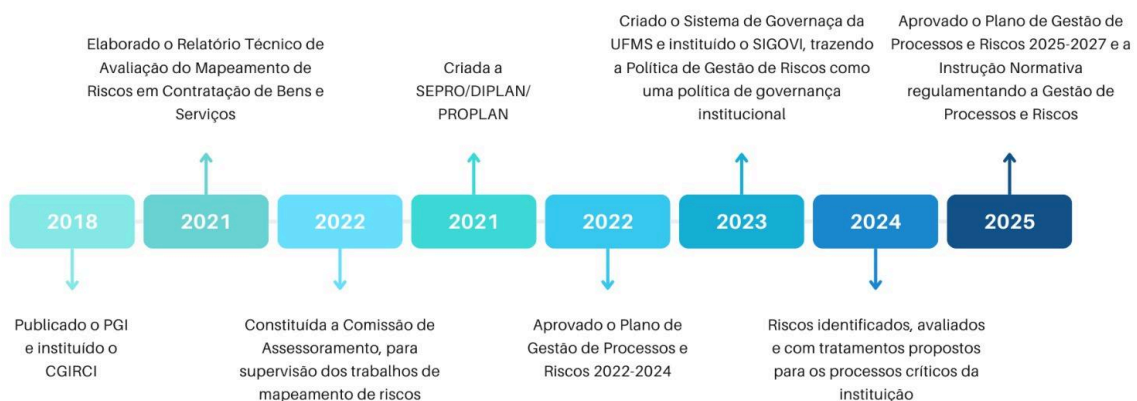 Elaborado o Relatório Técnico de
Avaliação do Mapeamento de
Riscos em Contratação de Bens e
Serviços
Criada a
SEPRO/DIPLAN/
PROPLAN
Criado o Sistema de Governaça da
UFMS e instituído o SIGOVI, trazendo
a Política de Gestão de Riscos como
uma política de governança
institucional
Aprovado o Plano de Gestão de
Processos e Riscos 2025-2027 e a
Instrução Normativa
regulamentando a Gestão de
Processos e Riscos
2018
2021
2022
2021
2022
2023
2024
2025
Publicado o PGI
e instituído o
CGIRCI
Constituída a Comissão de
Assessoramento, para
supervisão dos trabalhos de
mapeamento de riscos
Aprovado o Plano de
Gestão de Processos e
Riscos 2022-2024
Riscos identificados, avaliados
e com tratamentos propostos
para os processos críticos da
instituição